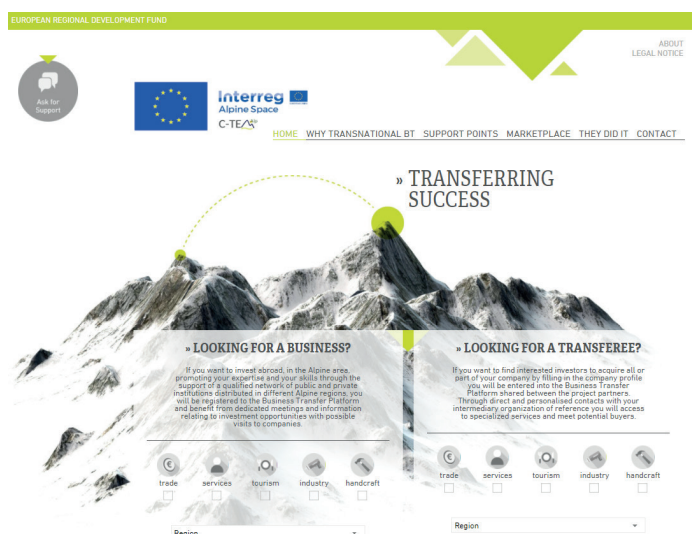 EUROPEAN REGIONAL DEVELOPMENT FUND
ABOUT
LEGAL NOTICE
Ask for
Support
Interreg
Alpine Space
C-TE
HOME WHY TRANSNATIONAL BT SUPPORT POINTS MARKETPLACE THEY DID IT CONTACT
» TRANSFERRING
SUCCESS
» LOOKING FOR A BUSINESS?
If you want to invest abroad, in the Alpine area,
promoting your expertise and your skills through the
support of a qualified network of public and private
institutions distributed in different Alpine regions, you
will be registered to the Business Transfer Platform
and benefit from dedicated meetings and information
relating to investment opportunities with possible
visits to companies.
trade services tourism industry handcraft
Region
» LOOKING FOR A TRANSFEREE?
If you want to find interested investors to acquire all or
part of your company by filling in the company profile
you will be entered into the Business Transfer
Platform shared between the project partners.
Through direct and personalised contacts with your
intermediary organization of reference you will access
to specialized services and meet potential buyers.
trade services tourism industry handcraft
Region